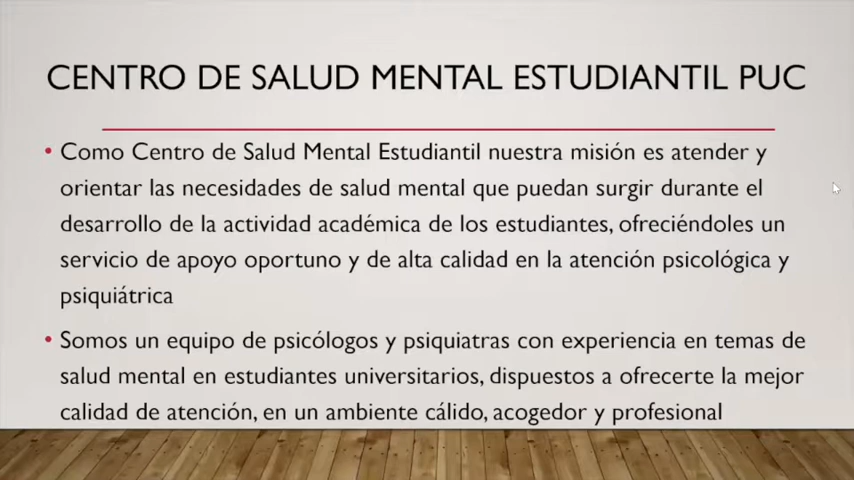 CENTRO DE SALUD MENTAL ESTUDIANTIL PUC
• Como Centro de Salud Mental Estudiantil nuestra misión es atender y
orientar las necesidades de salud mental que puedan surgir durante el
desarrollo de la actividad académica de los estudiantes, ofreciéndoles un
servicio de apoyo oportuno y de alta calidad en la atención psicológica y
psiquiátrica
• Somos un equipo de psicólogos y psiquiatras con experiencia en temas de
salud mental en estudiantes universitarios, dispuestos a ofrecerte la mejor
calidad de atención, en un ambiente cálido, acogedor y profesional